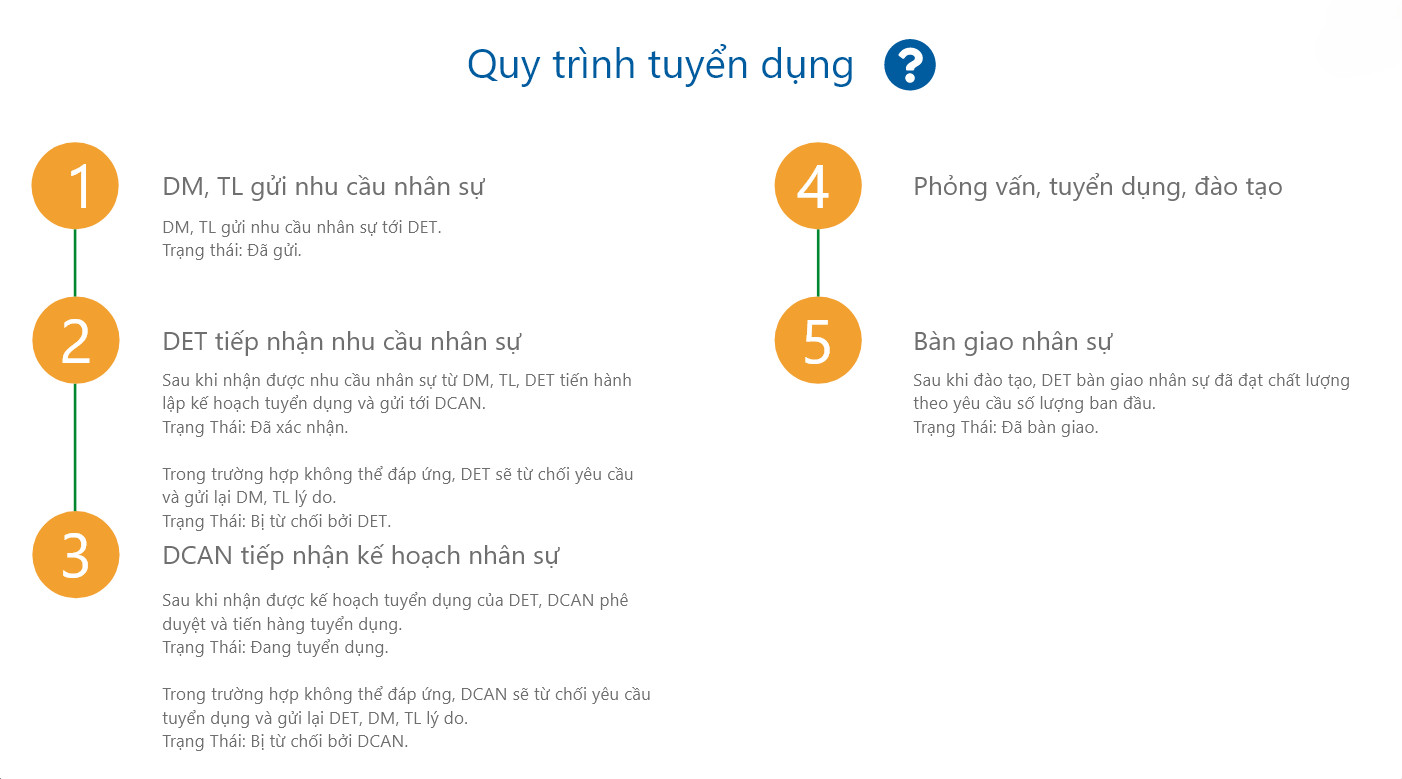 Quy trình tuyển dụng ?
1
DM, TL gửi nhu cầu nhân sự
DM, TL gửi nhu cầu nhân sự tới DET.
Trạng thái: Đã gửi.
2
DET tiếp nhận nhu cầu nhân sự
Sau khi nhận được nhu cầu nhân sự từ DM, TL, DET tiến hành
lập kế hoạch tuyển dụng và gửi tới DCAN.
Trạng Thái: Đã xác nhận.
Trong trường hợp không thể đáp ứng, DET sẽ từ chối yêu cầu
và gửi lại DM, TL lý do.
Trạng Thái: Bị từ chối bởi DET.
3
DCAN tiếp nhận kế hoạch nhân sự
Sau khi nhận được kế hoạch tuyển dụng của DET, DCAN phê
duyệt và tiến hàng tuyển dụng.
Trạng Thái: Đang tuyển dụng.
Trong trường hợp không thể đáp ứng, DCAN sẽ từ chối yêu cầu
tuyển dụng và gửi lại DET, DM, TL lý do.
Trạng Thái: Bị từ chối bởi DCAN.
4
Phỏng vấn, tuyển dụng, đào tạo
5
Bàn giao nhân sự
Sau khi đào tạo, DET bàn giao nhân sự đã đạt chất lượng
theo yêu cầu số lượng ban đầu.
Trạng Thái: Đã bàn giao.